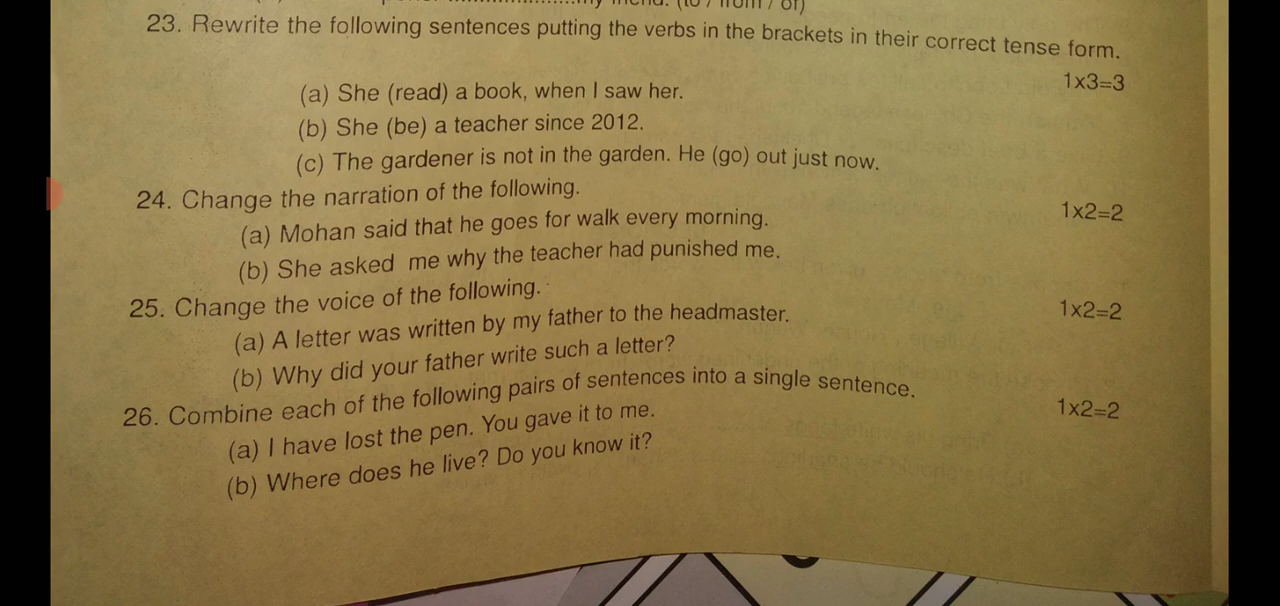 my friend. (to / from / of)
23. Rewrite the following sentences putting the verbs in the brackets in their correct tense form.
1x3=3
(a) She (read) a book, when I saw her.
(b) She (be) a teacher since 2012.
(c) The gardener is not in the garden. He (go) out just now.
24. Change the narration of the following.
1x2=2
(a) Mohan said that he goes for walk every morning.
(b) She asked me why the teacher had punished me.
25. Change the voice of the following.
1x2=2
(a) A letter was written by my father to the headmaster.
(b) Why did your father write such a letter?
26. Combine each of the following pairs of sentences into a single sentence.
1x2=2
(a) I have lost the pen. You gave it to me.
(b) Where does he live? Do you know it?